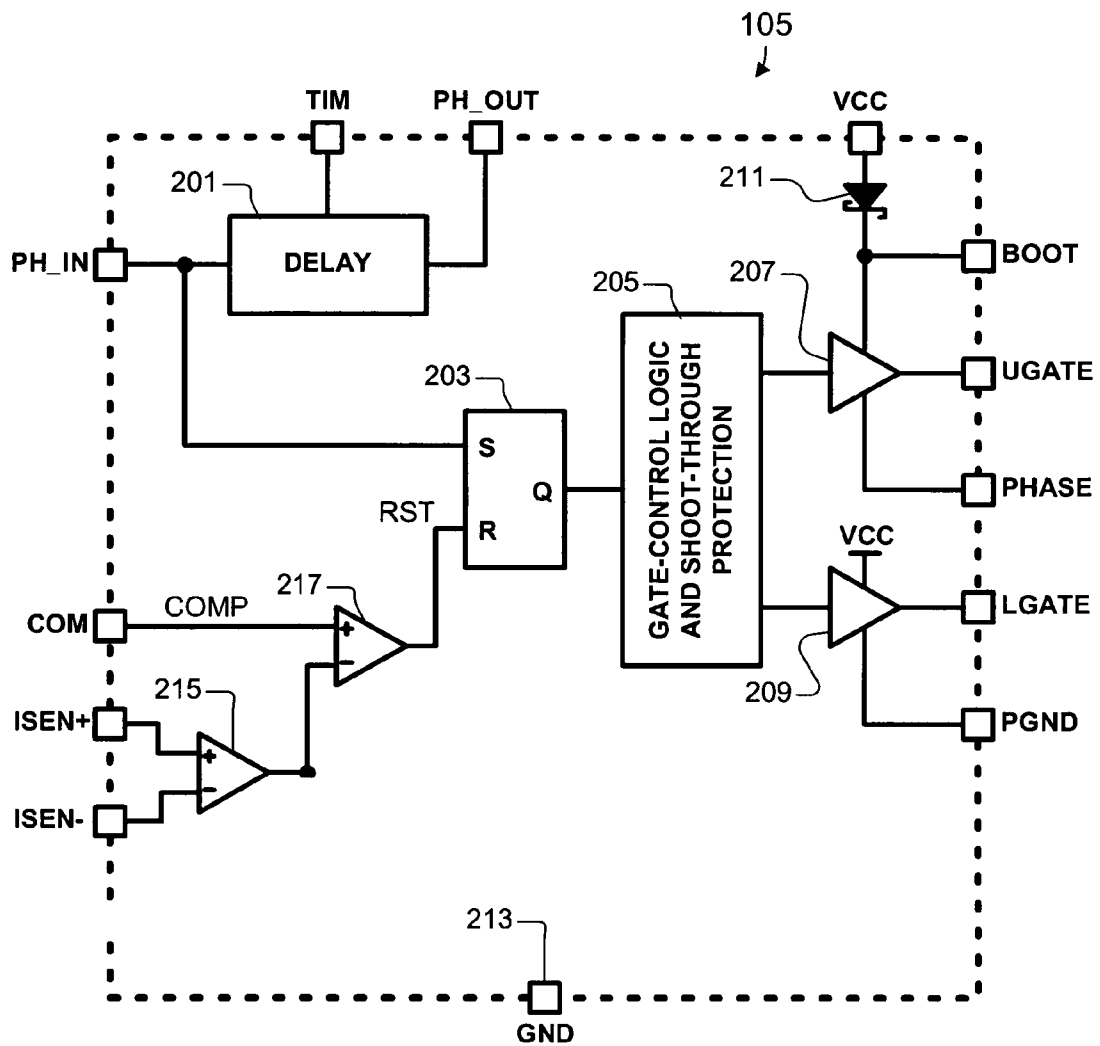 105
TIM
PH_OUT
VCC
201
211
PH_IN
DELAY
BOOT
205
207
GATE-CONTROL LOGIC
AND SHOOT-THROUGH
PROTECTION
UGATE
203
S
Q
R
PHASE
RST
VCC
217
COMP
COM
+
-
LGATE
209
215
ISEN+
+
-
PGND
ISEN-
213
GND